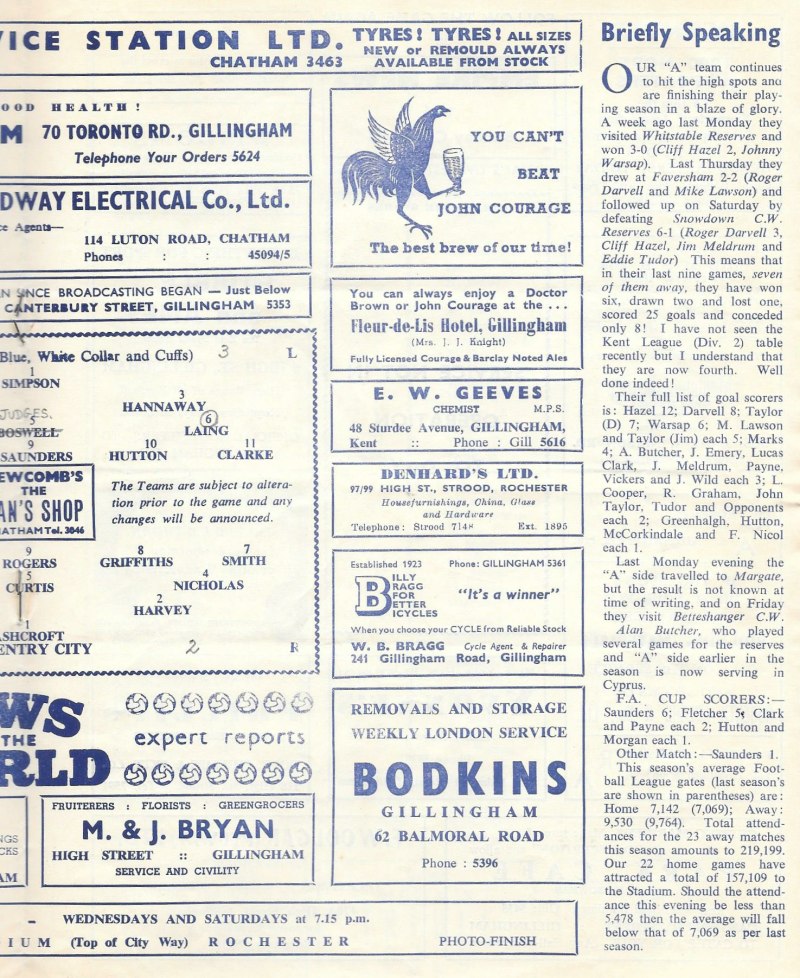 VICE STATION LTD.
CHATHAM 3463
TYRES! TYRES! ALL SIZES
NEW or REMOULD ALWAYS
AVAILABLE FROM STOCK
OOD HEALTH!
M 70 TORONTO RD., GILLINGHAM
Telephone Your Orders 5624
DWAY ELECTRICAL Co., Ltd.
ce Agents—
114 LUTON ROAD, CHATHAM
Phones : : 45094/5
N SINCE BROADCASTING BEGAN — Just Below
CANTERBURY STREET, GILLINGHAM 5353
Blue, White Collar and Cuffs) 3 L
1
SIMPSON
3
HANNAWAY
JUDGES.
5 6
BOSWELL LAING
9 10 11
SAUNDERS HUTTON CLARKE
EWCOMB'S
THE
AN'S SHOP
HATHAM Tel. 3046
The Teams are subject to altera-
tion prior to the game and any
changes will be announced.
9 8 7
ROGERS GRIFFITHS SMITH
5 4
CURTIS NICHOLAS
2
HARVEY
1
ASHCROFT
ENTRY CITY 2 R
WS
THE
RLD
expert reports
FRUITERERS : FLORISTS : GREENGROCERS
M. & J. BRYAN
HIGH STREET :: GILLINGHAM
SERVICE AND CIVILITY
NGS
CKS
AM
– WEDNESDAYS AND SATURDAYS at 7.15 p.m.
DIUM (Top of City Way) ROCHESTER PHOTO-FINISH
YOU CAN'T
BEAT
JOHN COURAGE
The best brew of our time!
You can always enjoy a Doctor
Brown or John Courage at the ...
Fleur-de-Lis Hotel, Gillingham
(Mrs. J. J. Knight)
Fully Licensed Courage & Barclay Noted Ales
E. W. GEEVES
CHEMIST M.P.S.
48 Sturdee Avenue, GILLINGHAM,
Kent :: Phone : Gill 5616
DENHARD'S LTD.
97/99 HIGH ST., STROOD, ROCHESTER
Housefurnishings, China, Glass
and Hardware
Telephone: Strood 7148 Ext. 1895
Established 1923 Phone: GILLINGHAM 5361
BILLY
BRAGG
FOR
BETTER
BICYCLES
"It's a winner"
When you choose your CYCLE from Reliable Stock
W. B. BRAGG Cycle Agent & Repairer
241 Gillingham Road, Gillingham
REMOVALS AND STORAGE
WEEKLY LONDON SERVICE
BODKINS
GILLINGHAM
62 BALMORAL ROAD
Phone : 5396
Briefly Speaking
OUR "A" team continues
to hit the high spots and
are finishing their play-
ing season in a blaze of glory.
A week ago last Monday they
visited Whitstable Reserves and
won 3-0 (Cliff Hazel 2, Johnny
Warsap). Last Thursday they
drew at Faversham 2-2 (Roger
Darvell and Mike Lawson) and
followed up on Saturday by
defeating Snowdown C.W.
Reserves 6-1 (Roger Darvell 3,
Cliff Hazel, Jim Meldrum and
Eddie Tudor) This means that
in their last nine games, seven
of them away, they have won
six, drawn two and lost one,
scored 25 goals and conceded
only 8! I have not seen the
Kent League (Div. 2) table
recently but I understand that
they are now fourth. Well
done indeed!
Their full list of goal scorers
is: Hazel 12; Darvell 8; Taylor
(D) 7; Warsap 6; M. Lawson
and Taylor (Jim) each 5; Marks
4; A. Butcher, J. Emery, Lucas
Clark, J. Meldrum, Payne,
Vickers and J. Wild each 3; L.
Cooper, R. Graham, John
Taylor, Tudor and Opponents
each 2; Greenhalgh, Hutton,
McCorkindale and F. Nicol
each 1.
Last Monday evening the
"A" side travelled to Margate,
but the result is not known at
time of writing, and on Friday
they visit Betteshanger C.W.
Alan Butcher, who played
several games for the reserves
and "A" side earlier in the
season is now serving in
Cyprus.
F.A. CUP SCORERS:—
Saunders 6; Fletcher 5; Clark
and Payne each 2; Hutton and
Morgan each 1.
Other Match:—Saunders 1.
This season's average Foot-
ball League gates (last season's
are shown in parentheses) are:
Home 7,142 (7,069); Away:
9,530 (9,764). Total attend-
ances for the 23 away matches
this season amounts to 219,199.
Our 22 home games have
attracted a total of 157,109 to
the Stadium. Should the attend-
ance this evening be less than
5,478 then the average will fall
below that of 7,069 as per last
season.